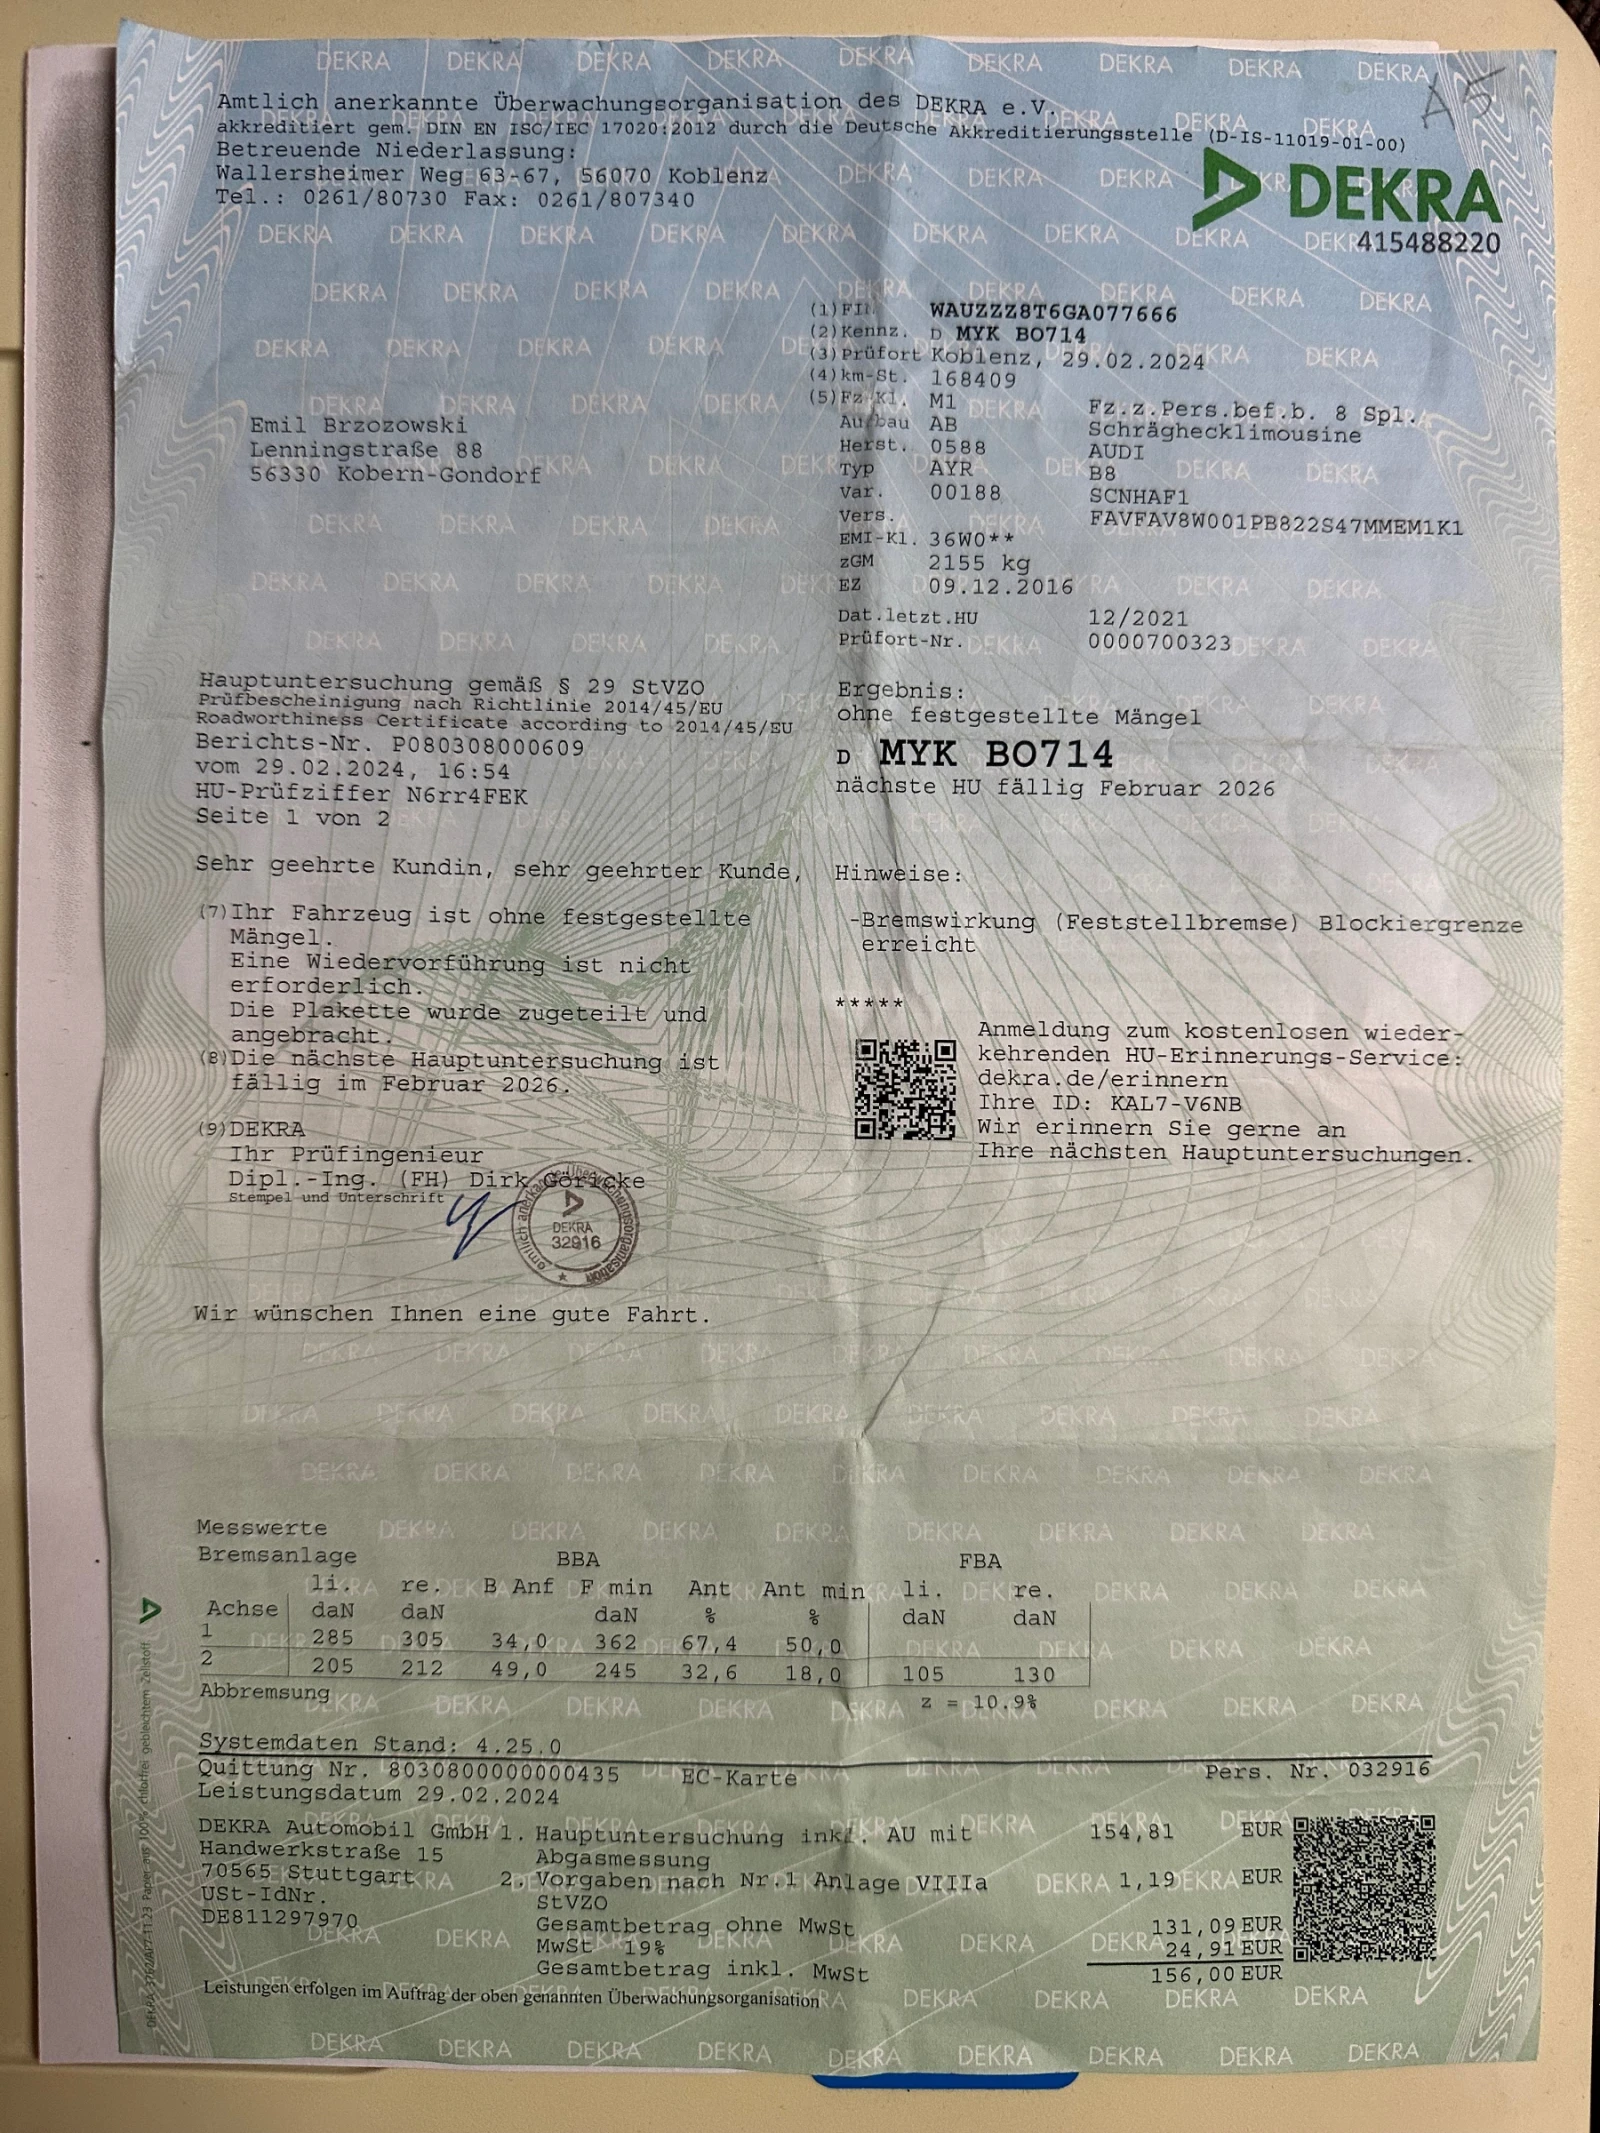 A5
Amtlich anerkannte Überwachungsorganisation des DEKRA e.V.
akkreditiert gem. DIN EN ISO/IEC 17020:2012 durch die Deutsche Akkreditierungsstelle (D-IS-11019-01-00)
Betreuende Niederlassung:
Wallersheimer Weg 63-67, 56070 Koblenz
Tel.: 0261/80730 Fax: 0261/807340
DEKRA
415488220
(1)FIN WAUZZZ8T6GA077666
(2)Kennz. D MYK BO714
(3)Prüfort Koblenz, 29.02.2024
(4)km-St. 168409
(5)Fz-Kl. M1 Fz.z.Pers.bef.b. 8 Spl.
Aufbau AB Schräghecklimousine
Herst. 0588 AUDI
Typ AYR B8
Var. 00188 SCNHAF1
Vers. FAVFAV8W001PB822S47MMEM1K1
EMI-Kl. 36W0**
zGM 2155 kg
EZ 09.12.2016
Dat.letzt.HU 12/2021
Prüfort-Nr. 0000700323
Emil Brzozowski
Lenningstraße 88
56330 Kobern-Gondorf
Hauptuntersuchung gemäß § 29 StVZO
Prüfbescheinigung nach Richtlinie 2014/45/EU
Roadworthiness Certificate according to 2014/45/EU
Berichts-Nr. P080308000609
vom 29.02.2024, 16:54
HU-Prüfziffer N6rr4FEK
Seite 1 von 2
Ergebnis:
ohne festgestellte Mängel
D MYK BO714
nächste HU fällig Februar 2026
Sehr geehrte Kundin, sehr geehrter Kunde,
(7)Ihr Fahrzeug ist ohne festgestellte
Mängel.
Eine Wiedervorführung ist nicht
erforderlich.
Die Plakette wurde zugeteilt und
angebracht.
(8)Die nächste Hauptuntersuchung ist
fällig im Februar 2026.
(9)DEKRA
Ihr Prüfingenieur
Dipl.-Ing. (FH) Dirk Göricke
Stempel und Unterschrift
amtlich anerkannte Überwachungsorganisation
DEKRA
32916
Wir wünschen Ihnen eine gute Fahrt.
Hinweise:
-Bremswirkung (Feststellbremse) Blockiergrenze
erreicht
*****
Anmeldung zum kostenlosen wieder-
kehrenden HU-Erinnerungs-Service:
dekra.de/erinnern
Ihre ID: KAL7-V6NB
Wir erinnern Sie gerne an
Ihre nächsten Hauptuntersuchungen.
Messwerte
Bremsanlage BBA FBA
li. re. B Anf F min Ant Ant min li. re.
Achse daN daN daN % % daN daN
1 285 305 34,0 362 67,4 50,0
2 205 212 49,0 245 32,6 18,0 105 130
Abbremsung z = 10.9%
Systemdaten Stand: 4.25.0
Quittung Nr. 8030800000000435 EC-Karte Pers. Nr. 032916
Leistungsdatum 29.02.2024
DEKRA Automobil GmbH
Handwerkstraße 15
70565 Stuttgart
USt-IdNr.
DE811297970
1. Hauptuntersuchung inkl. AU mit 154,81 EUR
Abgasmessung
2. Vorgaben nach Nr.1 Anlage VIIIa 1,19 EUR
StVZO
Gesamtbetrag ohne MwSt 131,09 EUR
MwSt 19% 24,91 EUR
Gesamtbetrag inkl. MwSt 156,00 EUR
Leistungen erfolgen im Auftrag der oben genannten Überwachungsorganisation
Papier aus 100% chlorfrei gebleichtem Zellstoff